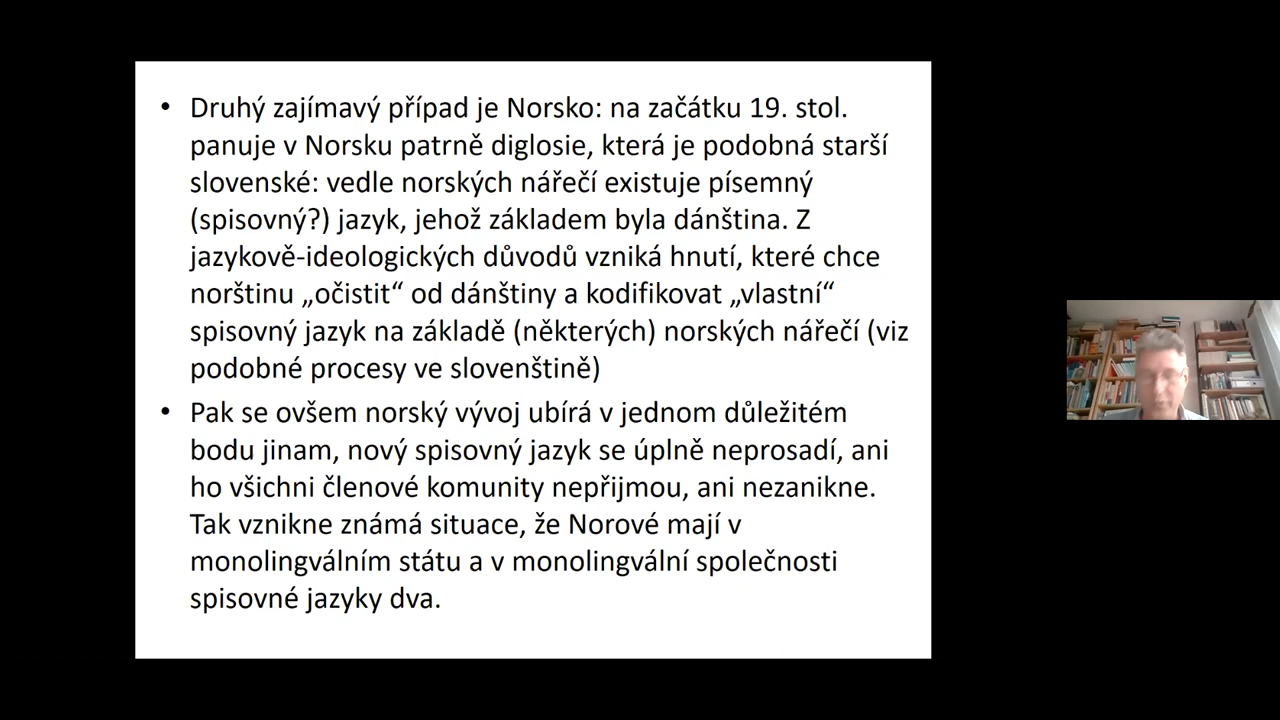 • Druhý zajímavý případ je Norsko: na začátku 19. stol.
panuje v Norsku patrně diglosie, která je podobná starší
slovenské: vedle norských nářečí existuje písemný
(spisovný?) jazyk, jehož základem byla dánština. Z
jazykově-ideologických důvodů vzniká hnutí, které chce
norštinu „očistit“ od dánštiny a kodifikovat „vlastní“
spisovný jazyk na základě (některých) norských nářečí (viz
podobné procesy ve slovenštině)
• Pak se ovšem norský vývoj ubírá v jednom důležitém
bodu jinam, nový spisovný jazyk se úplně neprosadí, ani
ho všichni členové komunity nepřijmou, ani nezanikne.
Tak vznikne známá situace, že Norové mají v
monolingválním státu a v monolingvální společnosti
spisovné jazyky dva.